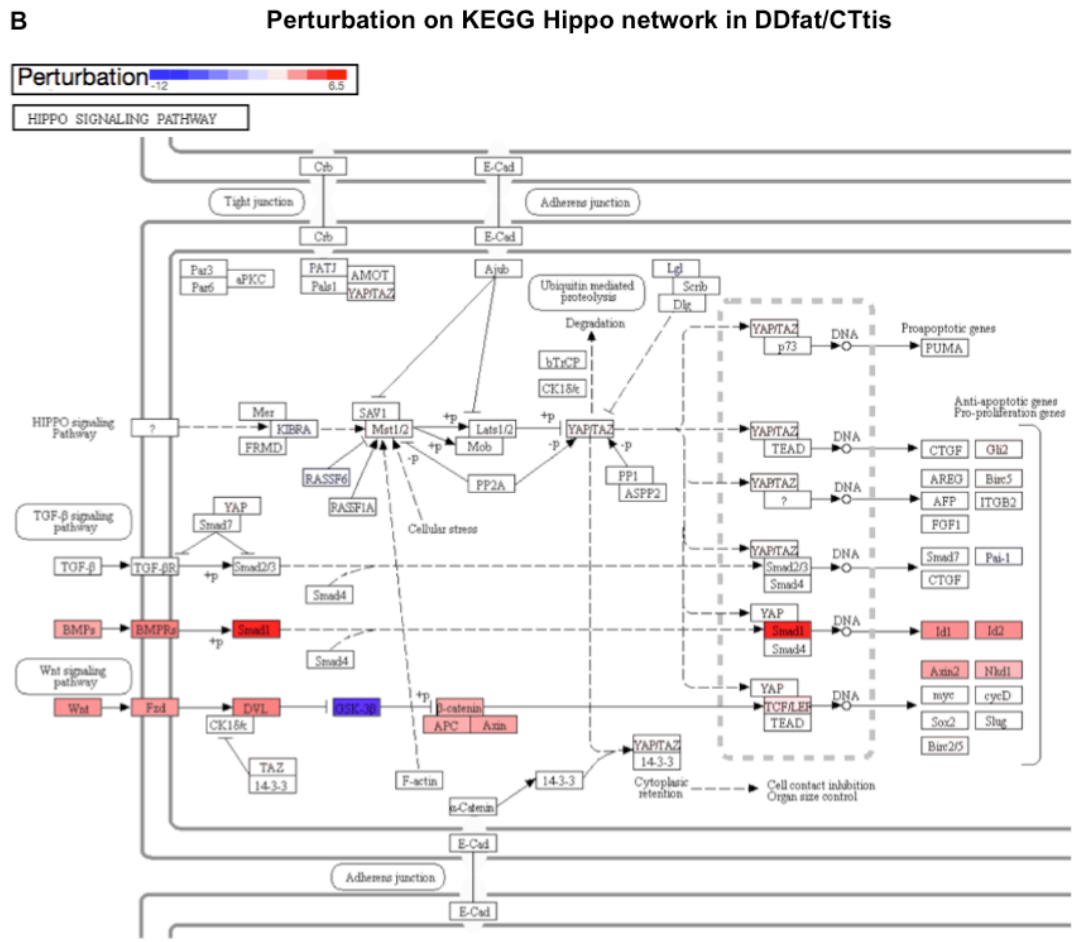 B
Perturbation on KEGG Hippo network in DDfat/CTtis
Perturbation
-12
6.5
HIPPO SIGNALING PATHWAY
Crb
E-Cad
Tight junction
Adherens junction
Crb
E-Cad
Par3
Par6
aPKC
PATJ
Pals1
AMOT
YAP/TAZ
Ajub
Ubiquitin mediated
proteolysis
Lgl
Scrib
Dlg
Degradation
bTrCP
CK1δ/ε
YAP/TAZ
p73
DNA
Proapoptotic genes
PUMA
Anti-apoptotic genes
Pro-proliferation genes
HIPPO signaling
Pathway
?
Mer
KIBRA
FRMD
SAV1
Mst1/2
+p
+p
-p
Lats1/2
Mob
+p
-p
YAP/TAZ
-p
YAP/TAZ
TEAD
DNA
CTGF
Gli2
RASSF6
RASSF1A
PP2A
PP1
ASPP2
YAP/TAZ
?
DNA
AREG
Birc5
AFP
ITGB2
FGF1
Cellular stress
TGF-β signaling
pathway
YAP
Smad7
TGF-β
TGF-βR
+p
Smad2/3
Smad4
YAP/TAZ
Smad2/3
Smad4
DNA
Smad7
Pai-1
CTGF
BMPs
BMPRs
+p
Smad1
Smad4
YAP
Smad1
Smad4
DNA
Id1
Id2
Wnt signaling
pathway
Axin2
Nkd1
Wnt
Fzd
DVL
CK1δ/ε
GSK-3β
+p
β-catenin
APC
Axin
YAP
TCF/LEF
TEAD
DNA
myc
cycD
Sox2
Slug
Birc2/5
TAZ
14-3-3
F-actin
14-3-3
YAP/TAZ
14-3-3
Cytoplasic
retention
Cell contact inhibition
Organ size control
α-Catenin
E-Cad
Adherens junction
E-Cad